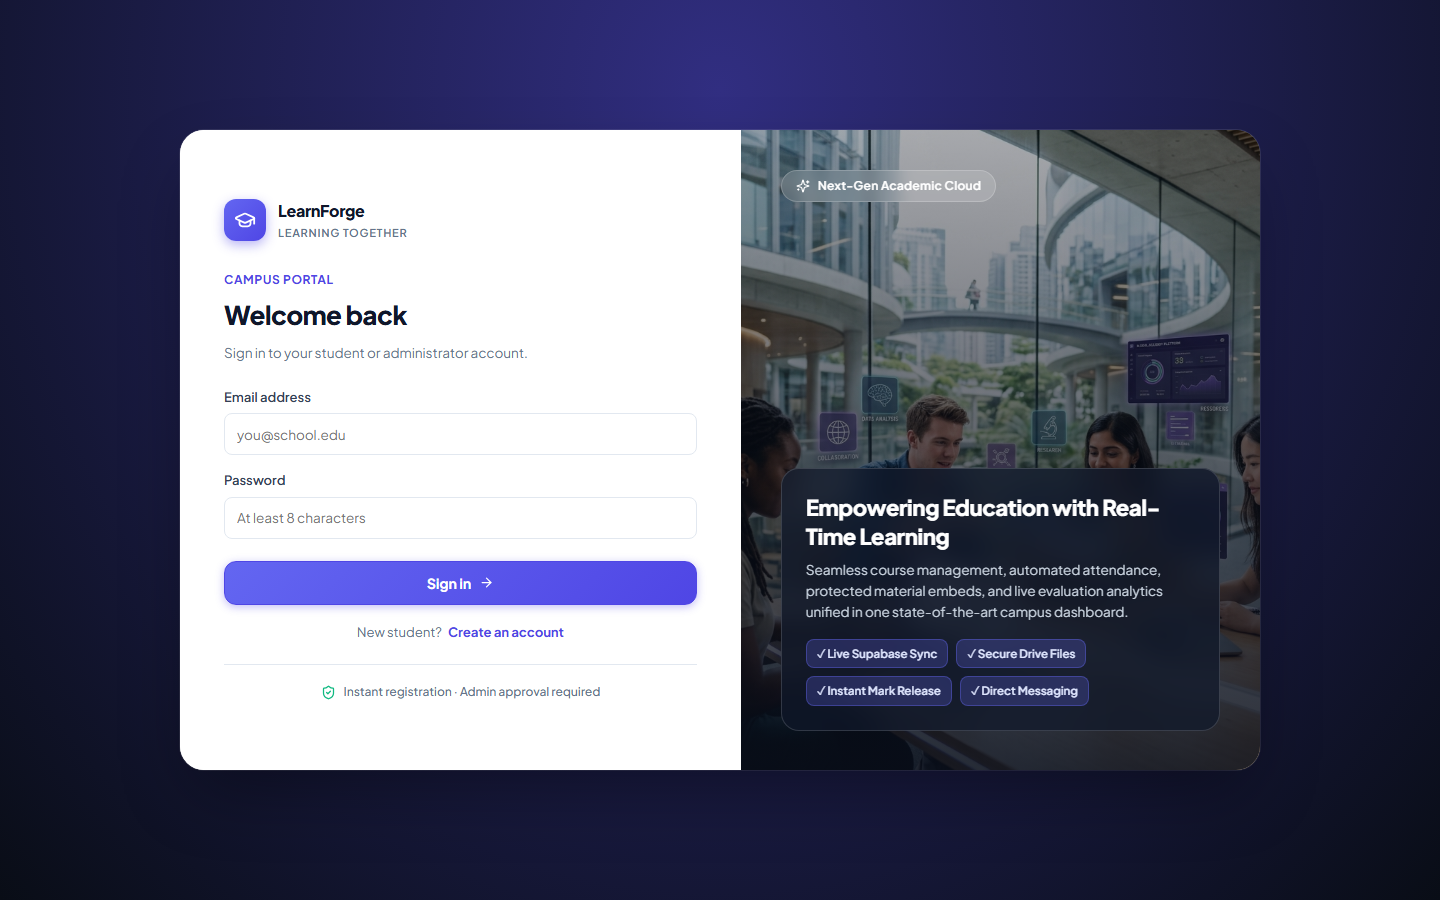 LearnForge
LEARNING TOGETHER
CAMPUS PORTAL
Welcome back
Sign in to your student or administrator account.
Email address
you@school.edu
Password
At least 8 characters
Sign in →
New student? Create an account
Instant registration · Admin approval required
Next-Gen Academic Cloud
DATA ANALYSIS
COLLABORATION
RESEARCH
Empowering Education with Real-
Time Learning
Seamless course management, automated attendance,
protected material embeds, and live evaluation analytics
unified in one state-of-the-art campus dashboard.
✓ Live Supabase Sync
✓ Secure Drive Files
✓ Instant Mark Release
✓ Direct Messaging